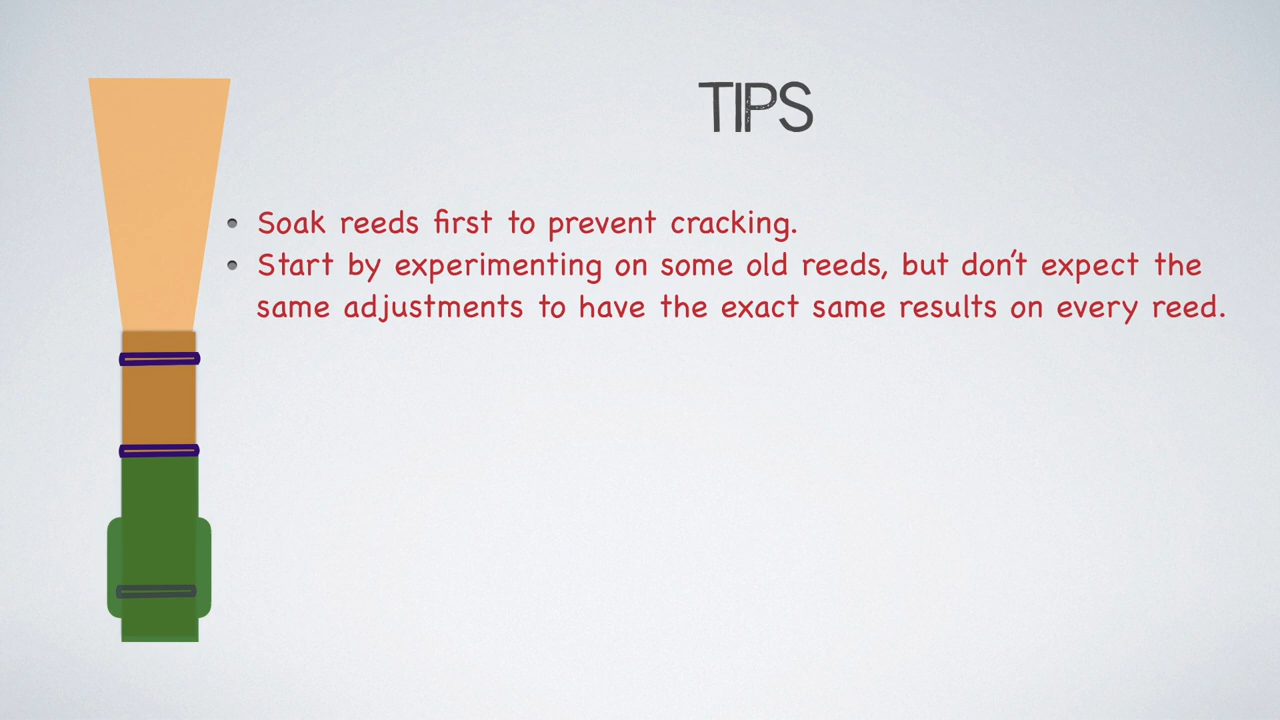 TIPS
• Soak reeds first to prevent cracking.
• Start by experimenting on some old reeds, but don't expect the
same adjustments to have the exact same results on every reed.